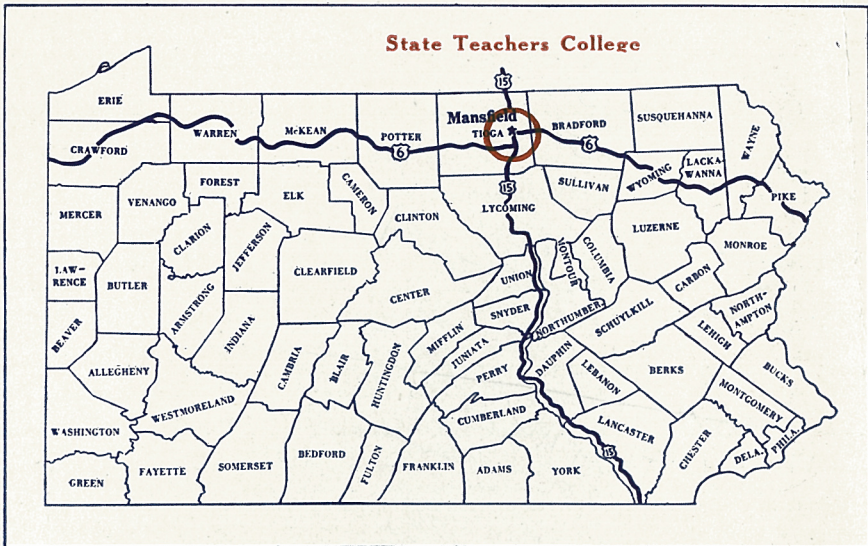 State Teachers College
15
ERIE
CRAWFORD
WARREN
McKEAN
POTTER
6
Mansfield
TIOGA
BRADFORD
6
SUSQUEHANNA
WAYNE
WYOMING
LACKA-
WANNA
PIKE
MERCER
VENANGO
FOREST
ELK
CAMERON
CLINTON
15
LYCOMING
SULLIVAN
LUZERNE
MONROE
LAW-
RENCE
BUTLER
CLARION
JEFFERSON
CLEARFIELD
CENTER
UNION
MONTOUR
COLUMBIA
CARBON
NORTH-
AMPTON
BEAVER
ARMSTRONG
INDIANA
SNYDER
NORTHUMBER.
SCHUYLKILL
LEHIGH
ALLEGHENY
CAMBRIA
BLAIR
HUNTINGDON
MIFFLIN
JUNIATA
PERRY
DAUPHIN
LEBANON
BERKS
BUCKS
MONTGOMERY
WASHINGTON
WESTMORELAND
CUMBERLAND
LANCASTER
CHESTER
DELA.
PHILA.
GREEN
FAYETTE
SOMERSET
BEDFORD
FULTON
FRANKLIN
ADAMS
YORK
15